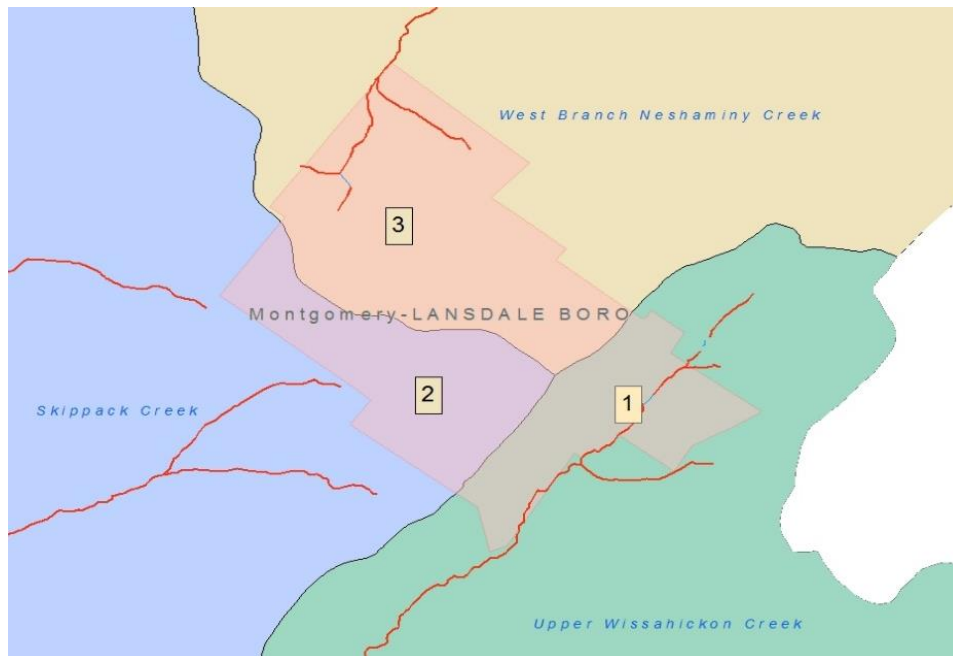 West Branch Neshaminy Creek
3
Montgomery-LANSDALE BORO
2
1
Skippack Creek
Upper Wissahickon Creek